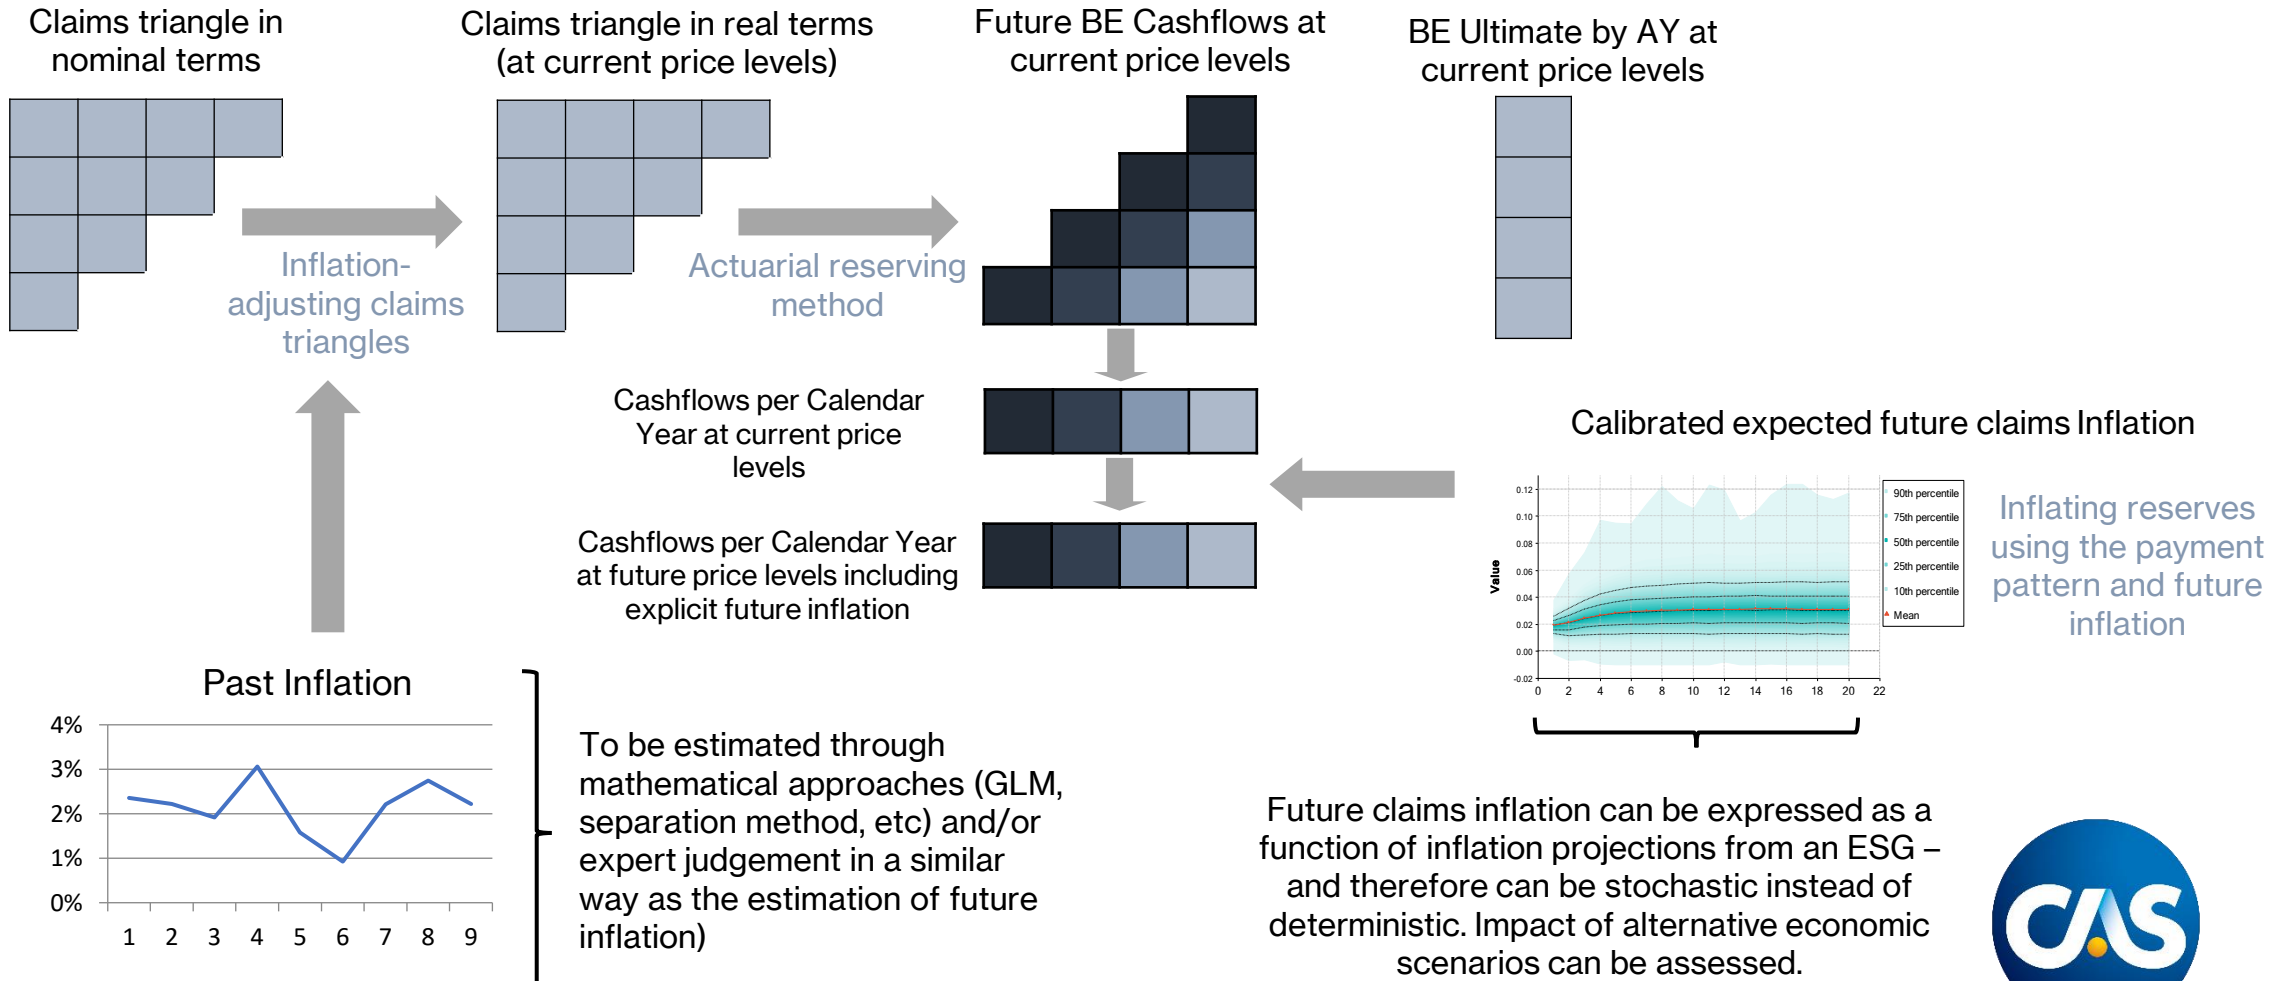 Claims triangle in
nominal terms
Claims triangle in real terms
(at current price levels)
Future BE Cashflows at
current price levels
BE Ultimate by AY at
current price levels
Inflation-
adjusting claims
triangles
Actuarial reserving
method
Cashflows per Calendar
Year at current price
levels
Cashflows per Calendar Year
at future price levels including
explicit future inflation
Calibrated expected future claims Inflation
Value
0.12
0.10
0.08
0.06
0.04
0.02
0.00
-0.02
0 2 4 6 8 10 12 14 16 18 20 22
90th percentile
75th percentile
50th percentile
25th percentile
10th percentile
Mean
Inflating reserves
using the payment
pattern and future
inflation
Past Inflation
4%
3%
2%
1%
0%
1 2 3 4 5 6 7 8 9
To be estimated through
mathematical approaches (GLM,
separation method, etc) and/or
expert judgement in a similar
way as the estimation of future
inflation)
Future claims inflation can be expressed as a
function of inflation projections from an ESG –
and therefore can be stochastic instead of
deterministic. Impact of alternative economic
scenarios can be assessed.
CAS